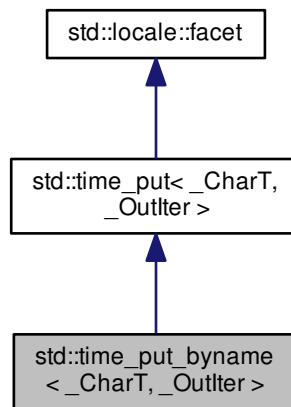 std::locale::facet
std::time_put< _CharT,
_OutIter >
std::time_put_byname
< _CharT, _OutIter >